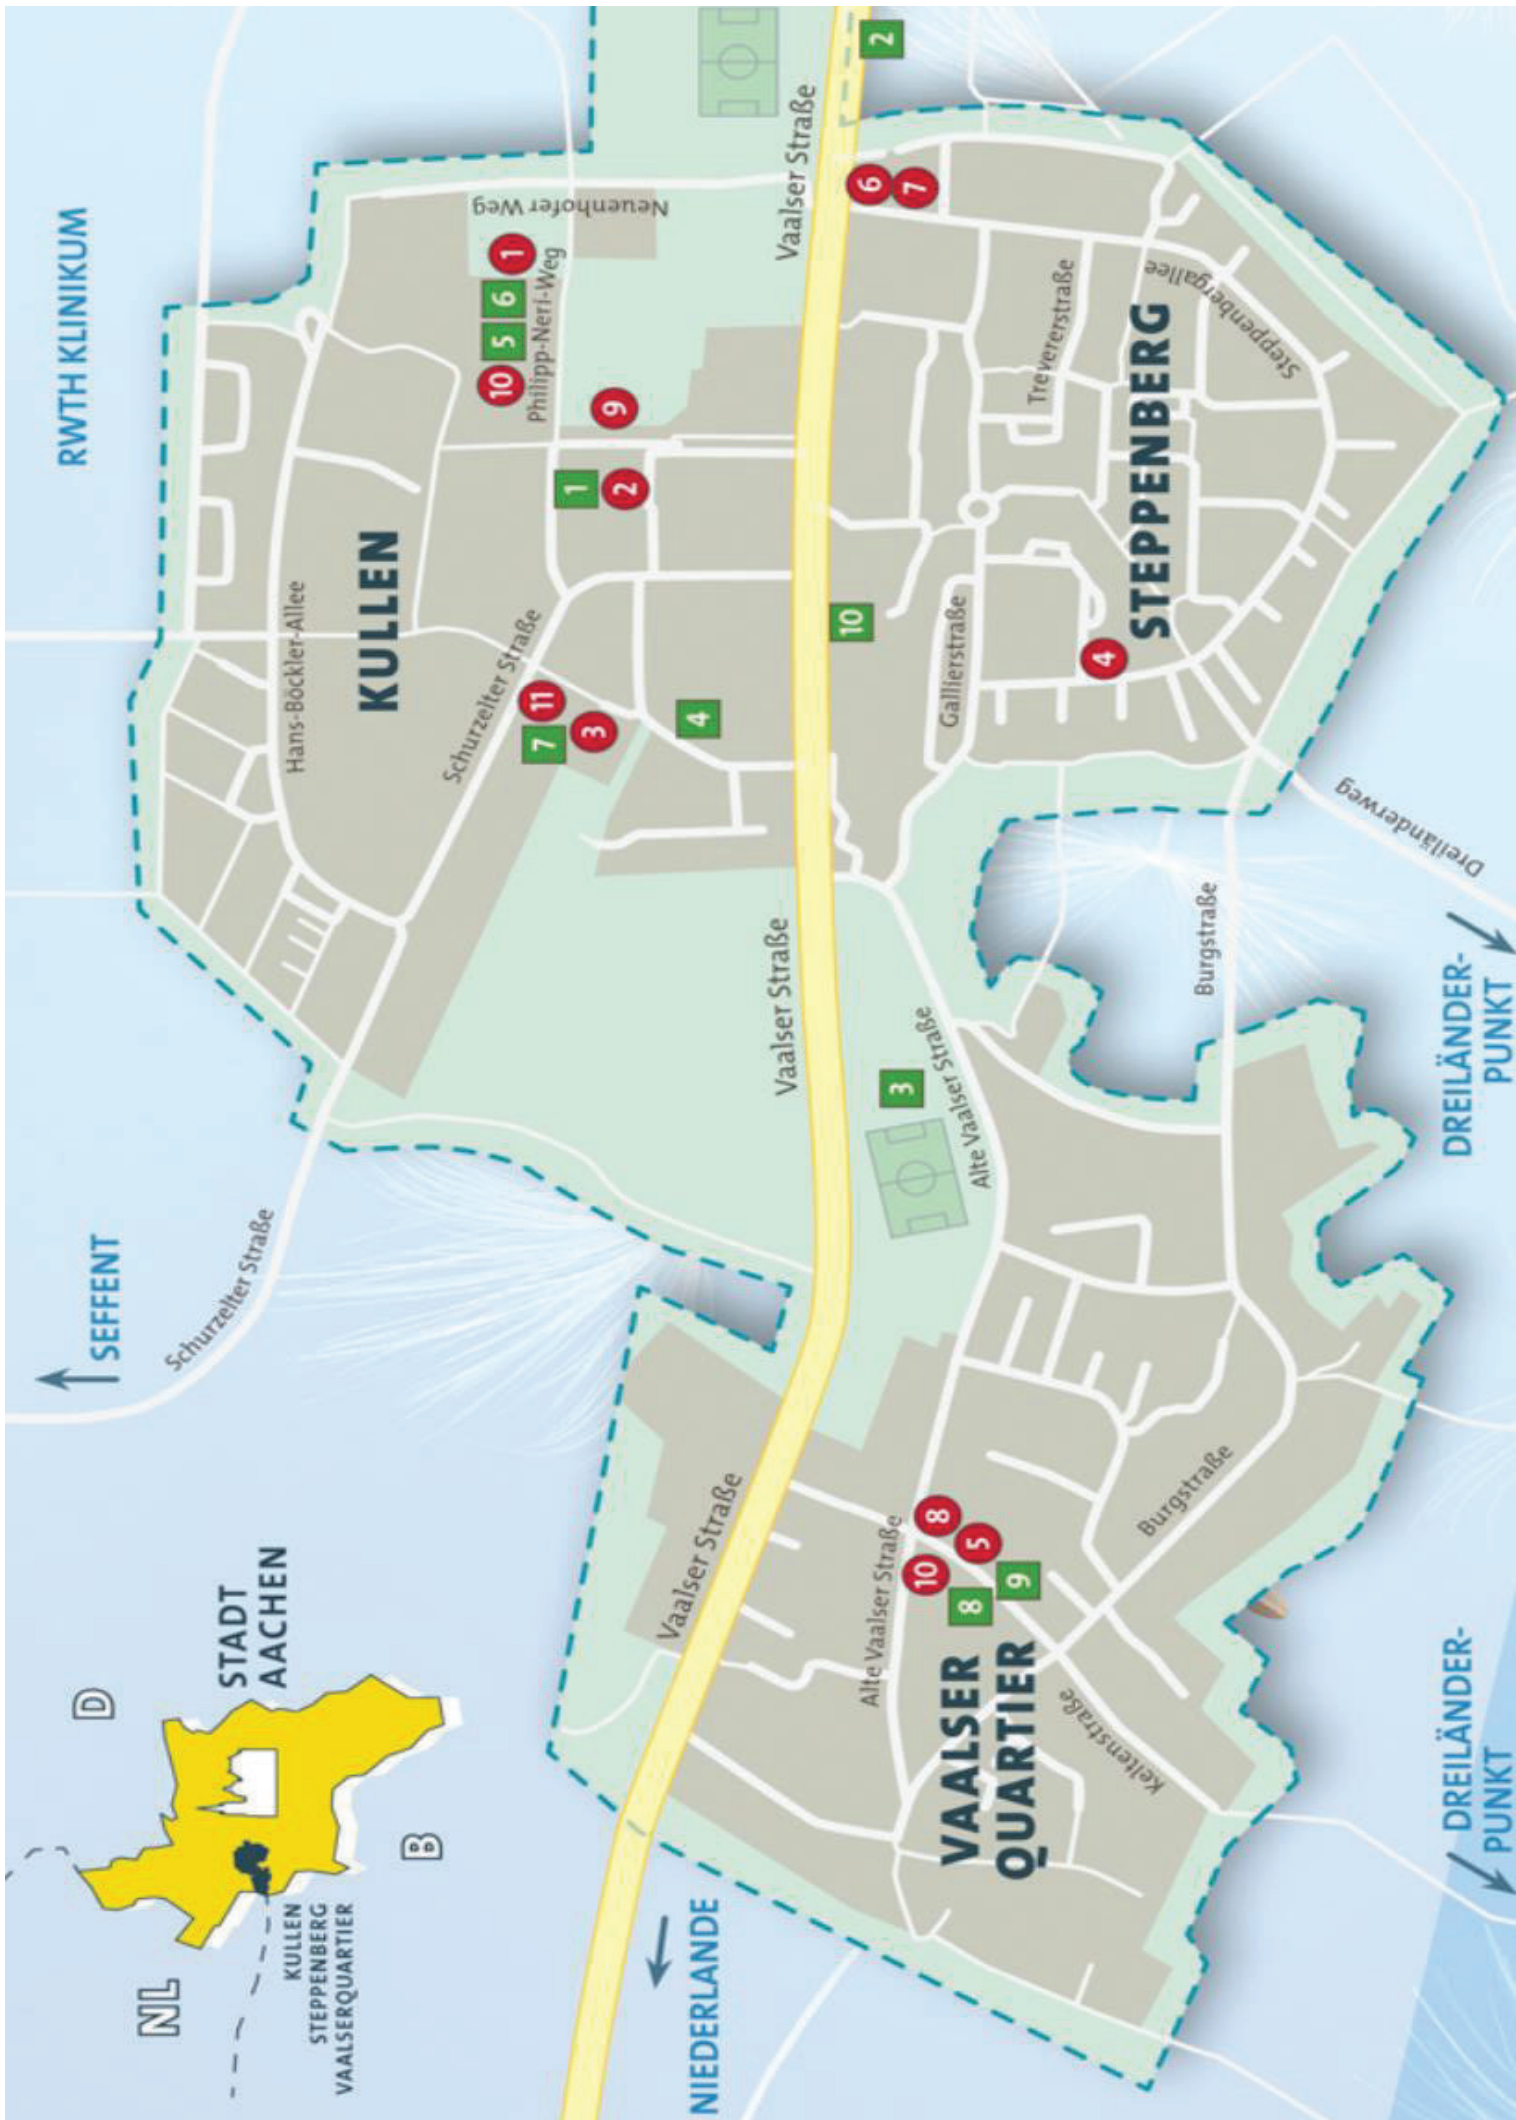 RWTH KLINIKUM
SEFFENT
Schurzelter Straße
Hans-Böckler-Allee
KULLEN
Schurzelter Straße
Philipp-Neri-Weg
Neuenhofer Weg
10
5
6
1
1
2
9
11
7
3
4
Vaalser Straße
Vaalser Straße
Vaalser Straße
2
6
7
10
Trevererstraße
Steppenbergallee
STEPPENBERG
Gallierstraße
4
3
Alte Vaalser Straße
Burgstraße
Dreiländerweg
DREILÄNDER-
PUNKT
Alte Vaalser Straße
10
8
5
8
9
Burgstraße
VAALSER
QUARTIER
Keltenstraße
DREILÄNDER-
PUNKT
NIEDERLANDE
STADT
AACHEN
D
B
NL
KULLEN
STEPPENBERG
VAALSERQUARTIER